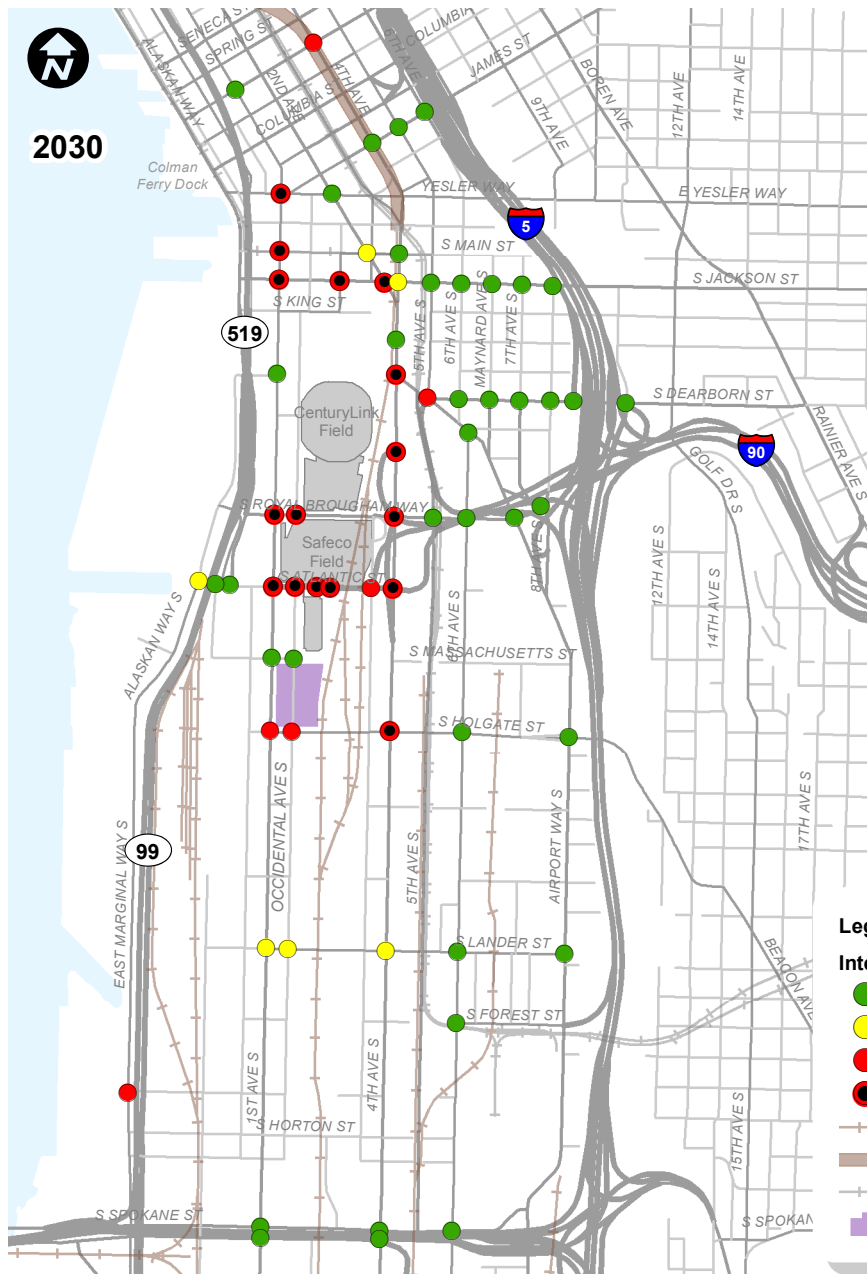 SENECA ST
SPRING ST
COLUMBIA
6TH AVE
4TH AVE
ALASKAN WAY
2ND AVE
COLUMBIA ST
JAMES ST
BOREN AVE
9TH AVE
12TH AVE
14TH AVE
N
2030
Colman
Ferry Dock
YESLER WAY
E YESLER WAY
5
S MAIN ST
S JACKSON ST
S KING ST
519
5TH AVE S
6TH AVE S
MAYNARD AVE S
7TH AVE S
S DEARBORN ST
CenturyLink
Field
RAINIER AVE S
90
GOLF DR S
S ROYAL BROUGHAM WAY
Safeco
Field
S ATLANTIC ST
8TH AVE S
12TH AVE S
14TH AVE S
ALASKAN WAY S
6TH AVE S
S MASSACHUSETTS ST
S HOLGATE ST
OCCIDENTAL AVE S
EAST MARGINAL WAY S
99
5TH AVE S
AIRPORT WAY S
17TH AVE S
Leg
Inte
S LANDER ST
BEACON AVE
S FOREST ST
1ST AVE S
4TH AVE S
S HORTON ST
15TH AVE S
S SPOKANE ST
S SPOKAN